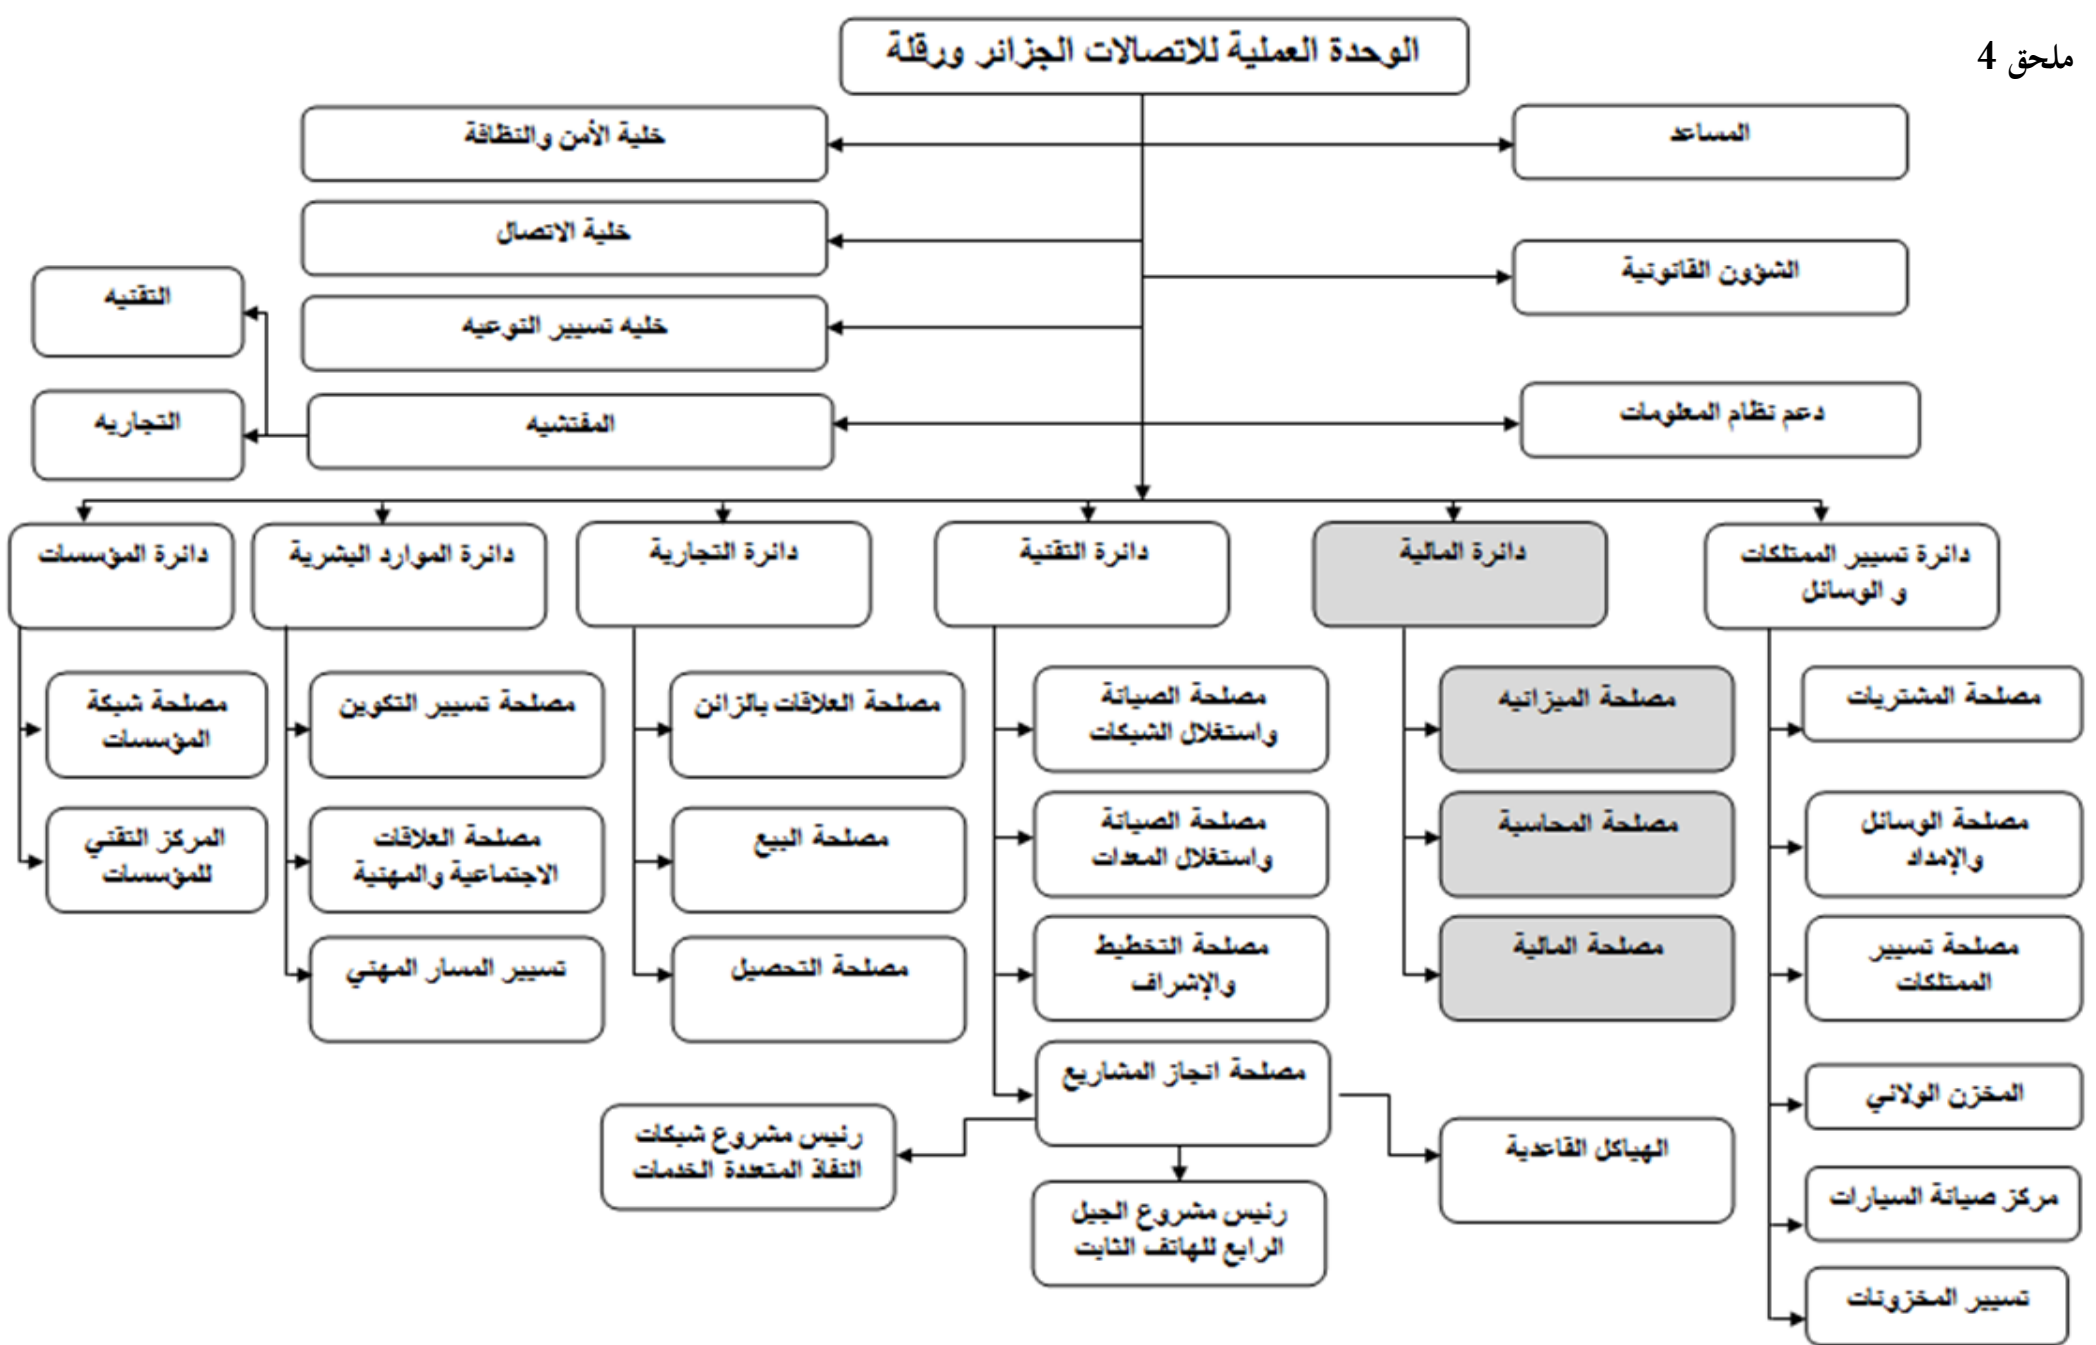 ملحق 4
الوحدة العملية للاتصالات الجزائر ورقلة
المساعد
خلية الأمن والنظافة
خلية الاتصال
الشؤون القانونية
خليه تسيير النوعيه
التقنيه
دعم نظام المعلومات
المفتشيه
التجاريه
دائرة تسيير الممتلكات
و الوسائل
دائرة المالية
دائرة التقنية
دائرة التجارية
دائرة الموارد البشرية
دائرة المؤسسات
مصلحة المشتريات
مصلحة الوسائل
والإمداد
مصلحة تسيير
الممتلكات
المخزن الولائي
مركز صيانة السيارات
تسيير المخزونات
مصلحة الميزانيه
مصلحة المحاسبة
مصلحة المالية
مصلحة الصيانة
واستغلال الشبكات
مصلحة الصيانة
واستغلال المعدات
مصلحة التخطيط
والإشراف
مصلحة انجاز المشاريع
الهياكل القاعدية
رئيس مشروع الجيل
الرابع للهاتف الثابت
رئيس مشروع شبكات
النفاذ المتعددة الخدمات
مصلحة العلاقات بالزائن
مصلحة البيع
مصلحة التحصيل
مصلحة تسيير التكوين
مصلحة العلاقات
الاجتماعية والمهنية
تسيير المسار المهني
مصلحة شبكة
المؤسسات
المركز التقني
للمؤسسات